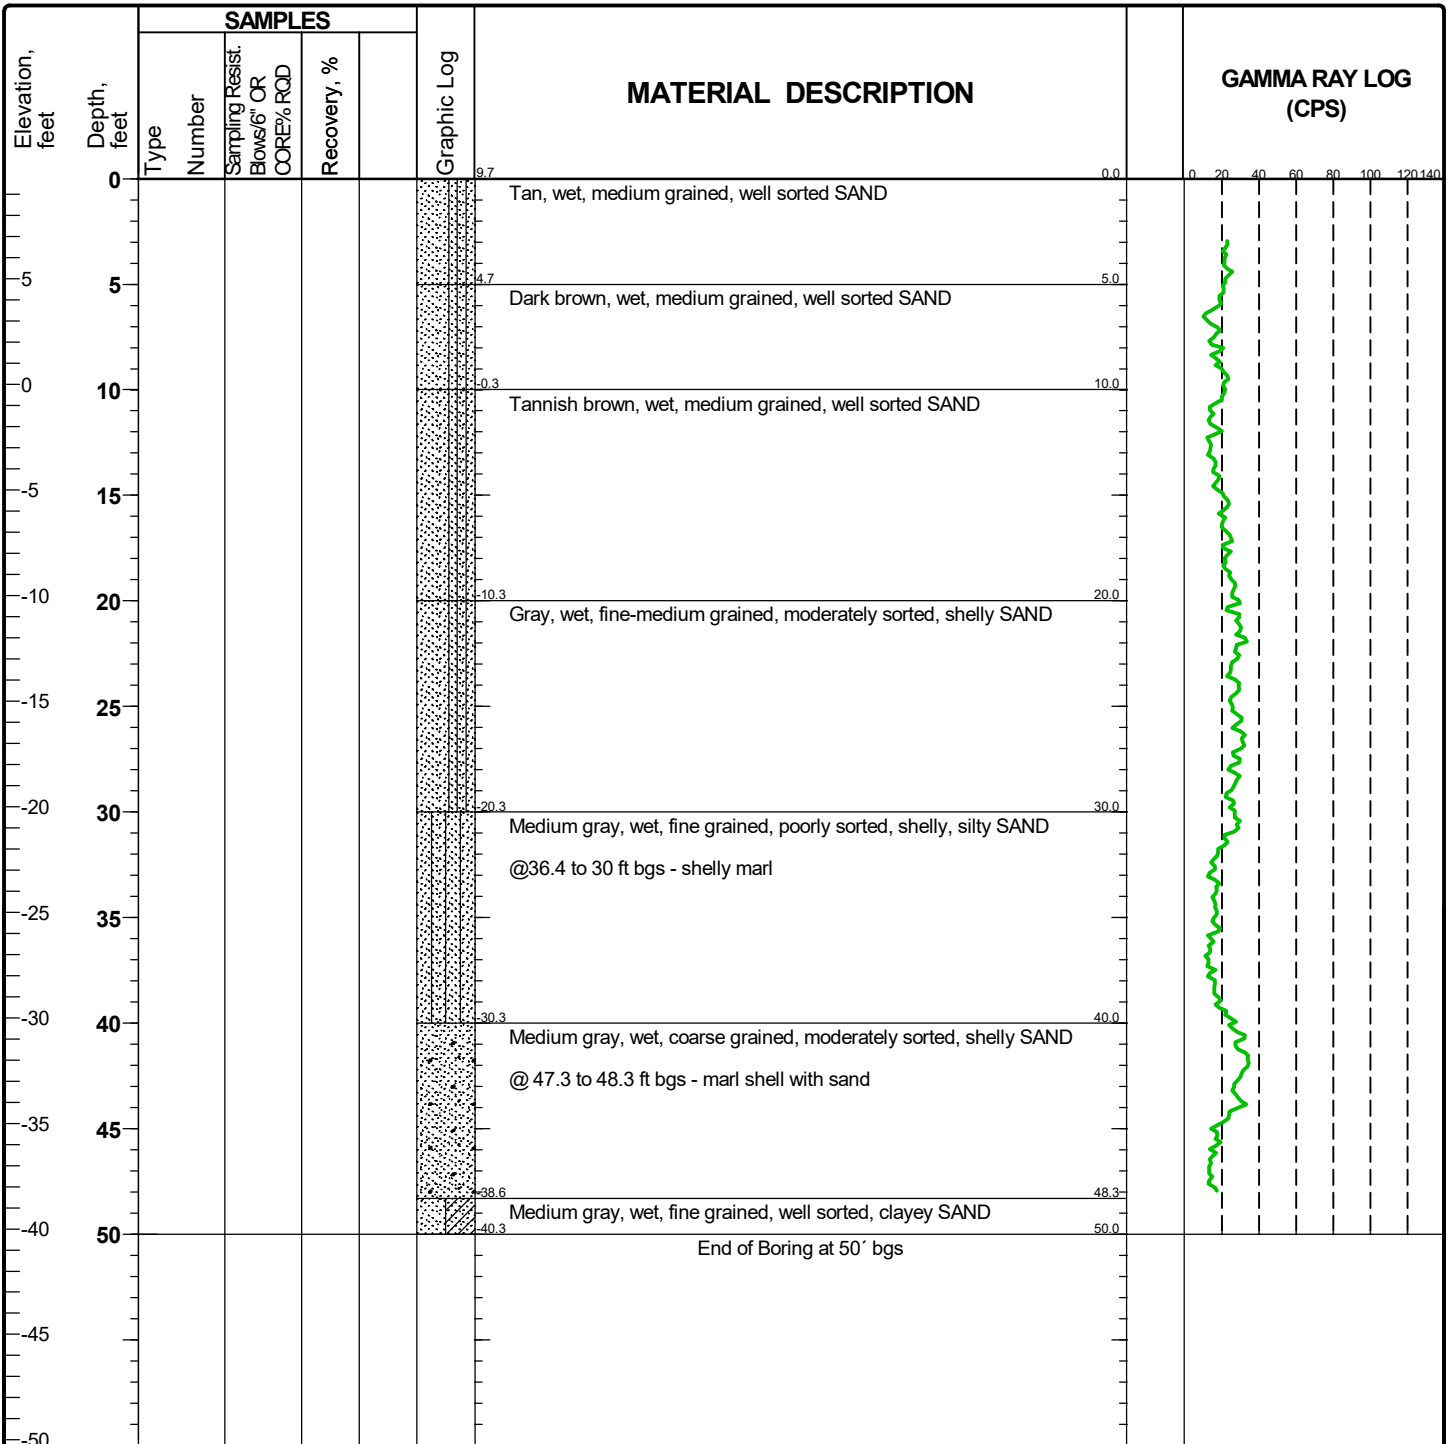 SAMPLES
Elevation,
feet
Depth,
feet
Type
Number
Sampling Resist.
Blows/6" OR
CORE% RQD
Recovery, %
Graphic Log
MATERIAL DESCRIPTION
GAMMA RAY LOG
(CPS)
0 9.7 0.0 0 20 40 60 80 100 120 140
Tan, wet, medium grained, well sorted SAND
5 5 4.7 5.0
Dark brown, wet, medium grained, well sorted SAND
0 10 -0.3 10.0
Tannish brown, wet, medium grained, well sorted SAND
-5 15
-10 20 -10.3 20.0
Gray, wet, fine-medium grained, moderately sorted, shelly SAND
-15 25
-20 30 -20.3 30.0
Medium gray, wet, fine grained, poorly sorted, shelly, silty SAND
@36.4 to 30 ft bgs - shelly marl
-25 35
-30 40 -30.3 40.0
Medium gray, wet, coarse grained, moderately sorted, shelly SAND
@ 47.3 to 48.3 ft bgs - marl shell with sand
-35 45
-38.6 48.3
Medium gray, wet, fine grained, well sorted, clayey SAND
-40 50 -40.3 50.0
End of Boring at 50´ bgs
-45
-50